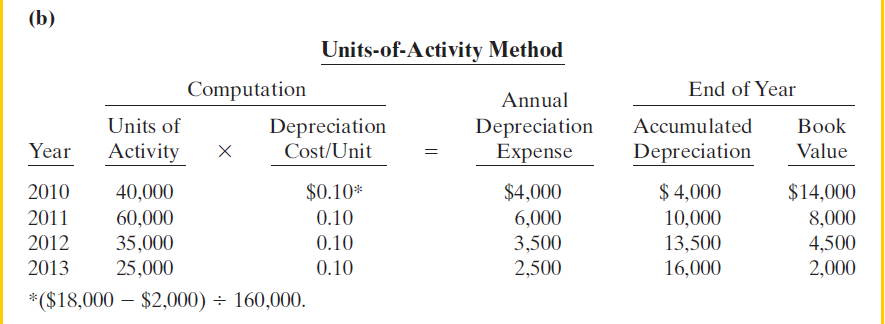 (b)
Units-of-Activity Method
Computation End of Year
Annual
Units of Depreciation Depreciation Accumulated Book
Year Activity × Cost/Unit = Expense Depreciation Value
2010 40,000 $0.10* $4,000 $ 4,000 $14,000
2011 60,000 0.10 6,000 10,000 8,000
2012 35,000 0.10 3,500 13,500 4,500
2013 25,000 0.10 2,500 16,000 2,000
*($18,000 – $2,000) ÷ 160,000.